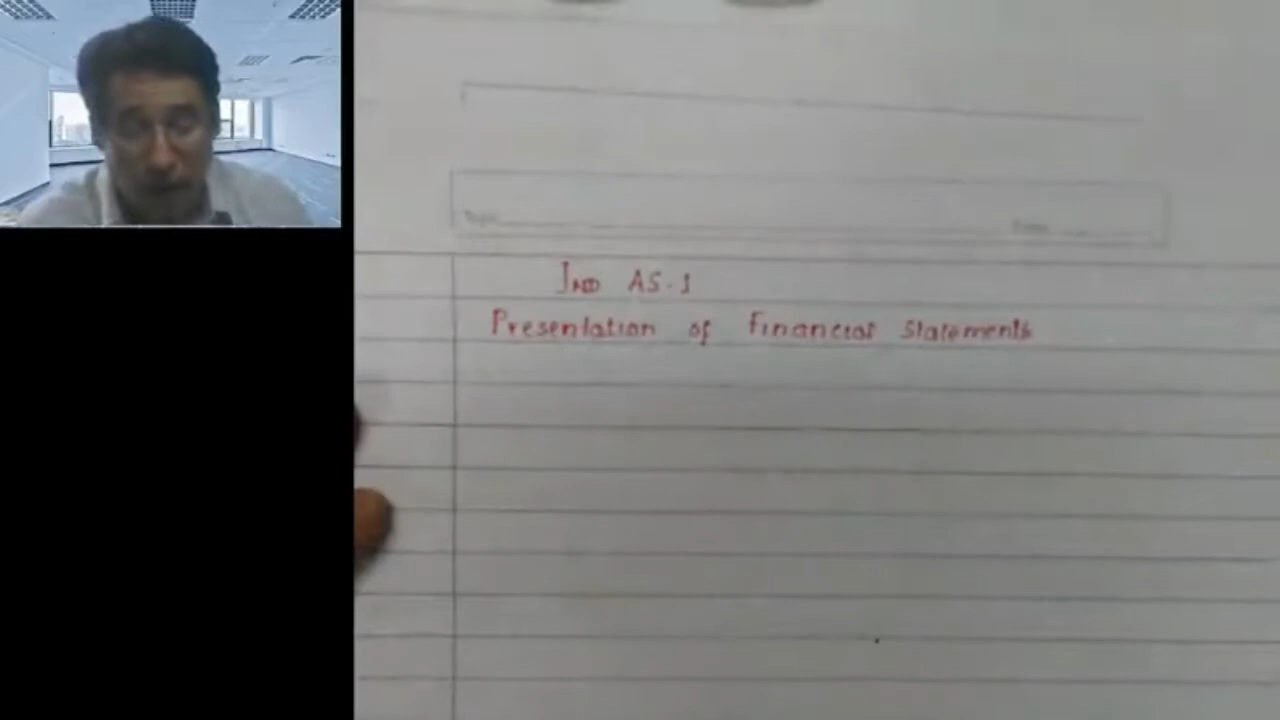 IND AS-1
Presentation of Financial Statements